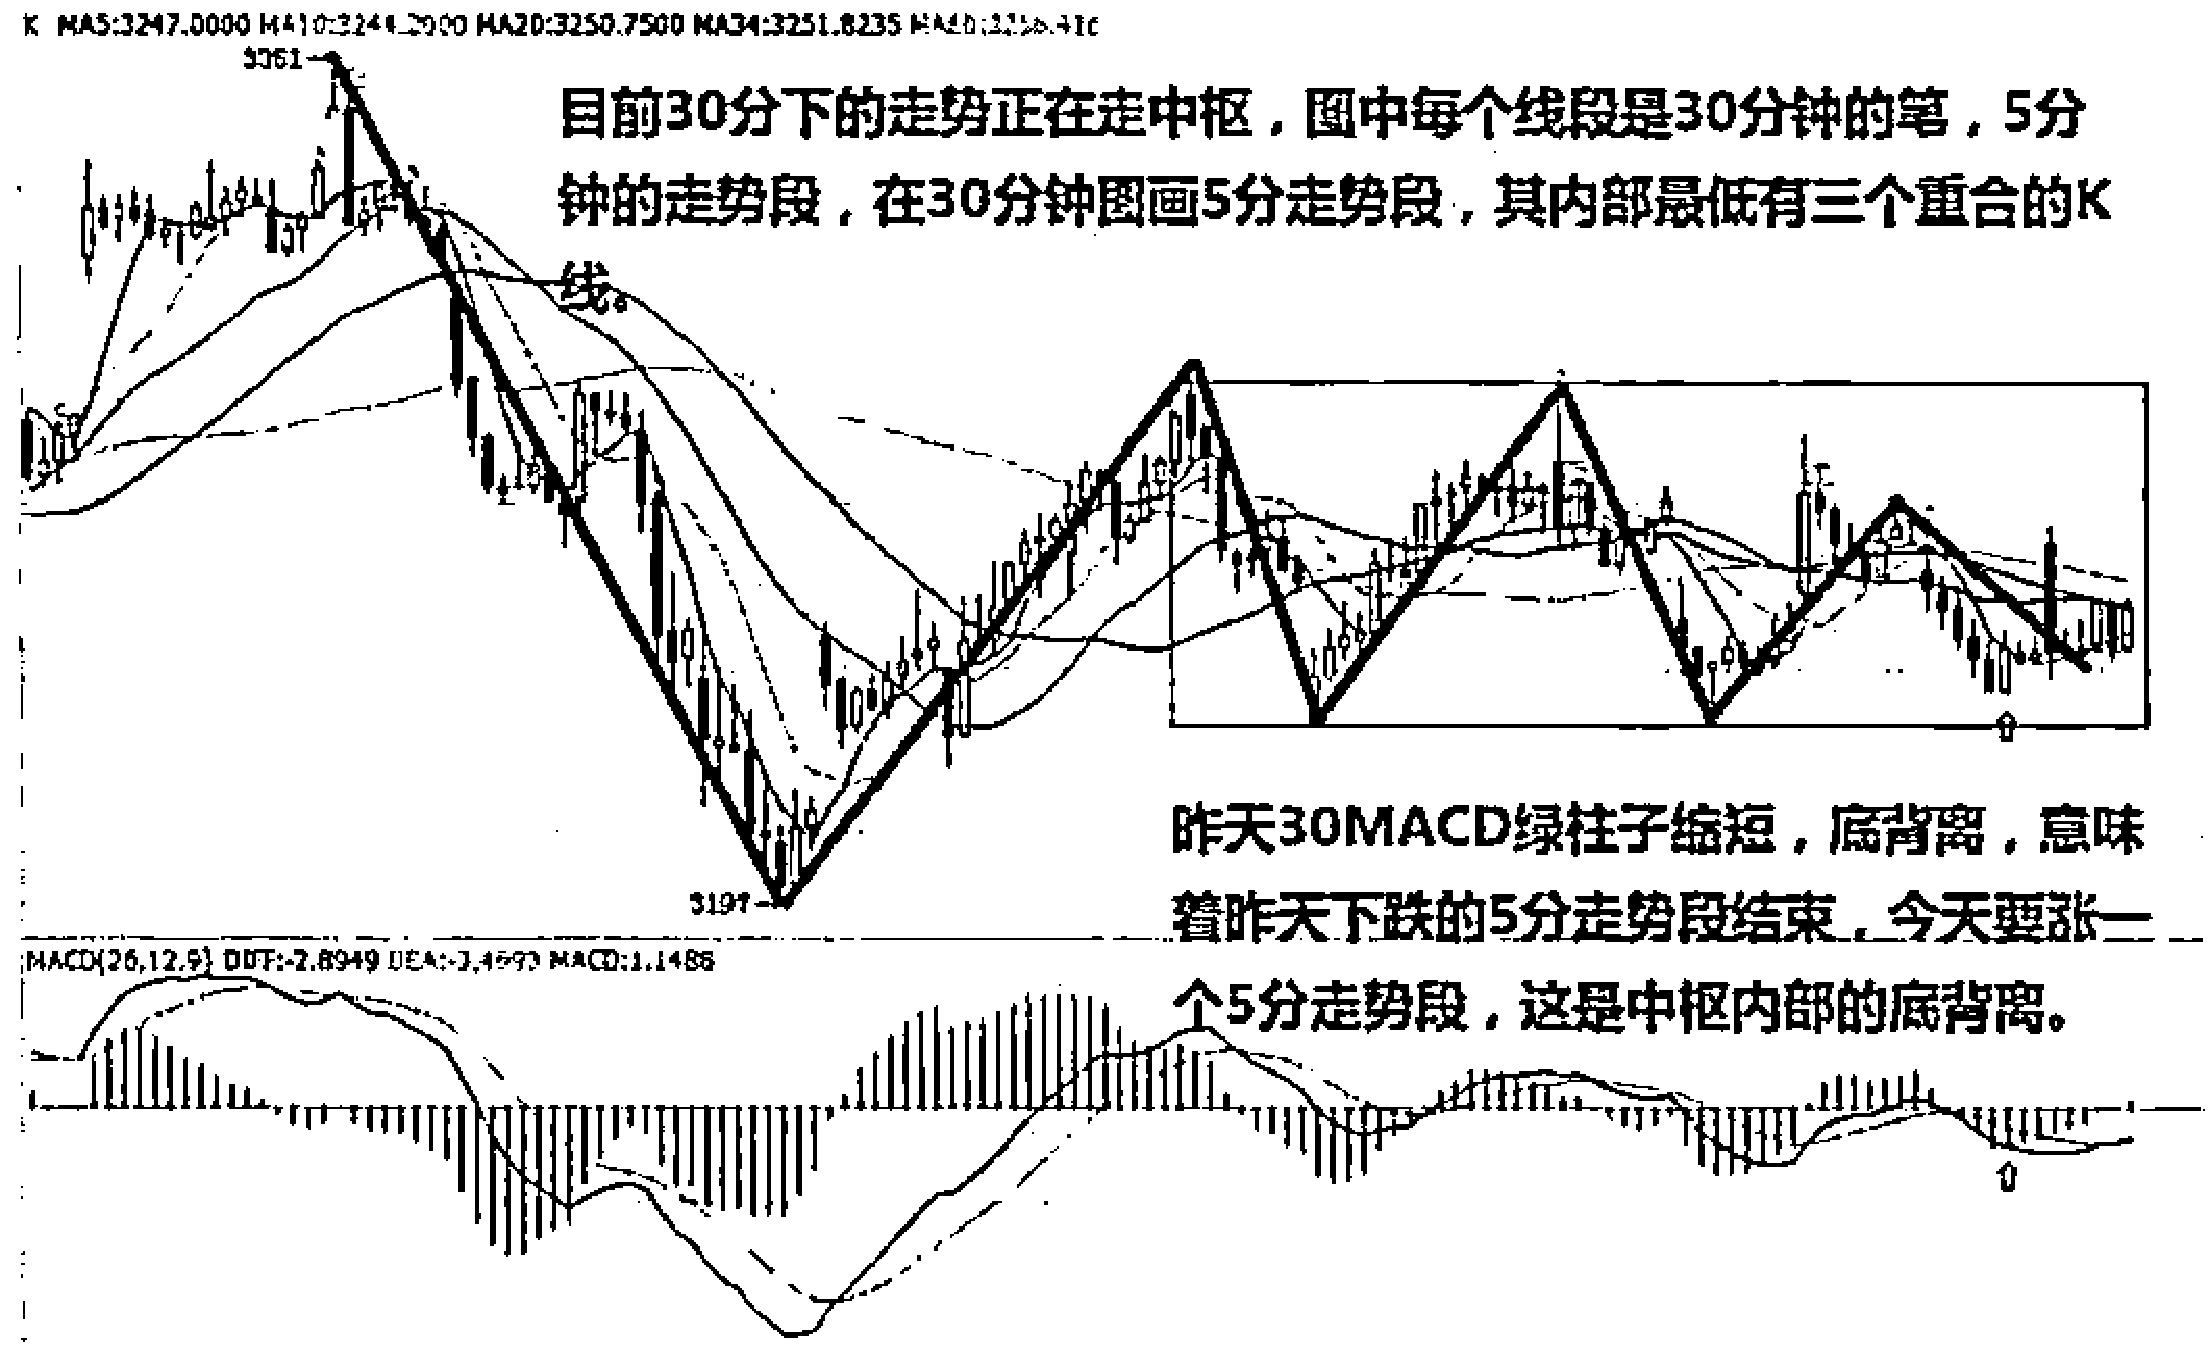 K MA5:3247.0000 MA10:3244.2000 MA20:3250.7500 MA34:3251.8235
3361
目前30分下的走势正在走中枢，图中每个线段是30分钟的笔，5分
钟的走势段，在30分钟图画5分走势段，其内部最低有三个重合的K
线。
昨天30MACD绿柱子缩短，底背离，意味
着昨天下跌的5分走势段结束，今天要涨一
个5分走势段，这是中枢内部的底背离。
3197
MACD(26,12,9) DIFF:-2.8949 MACD:1.1488